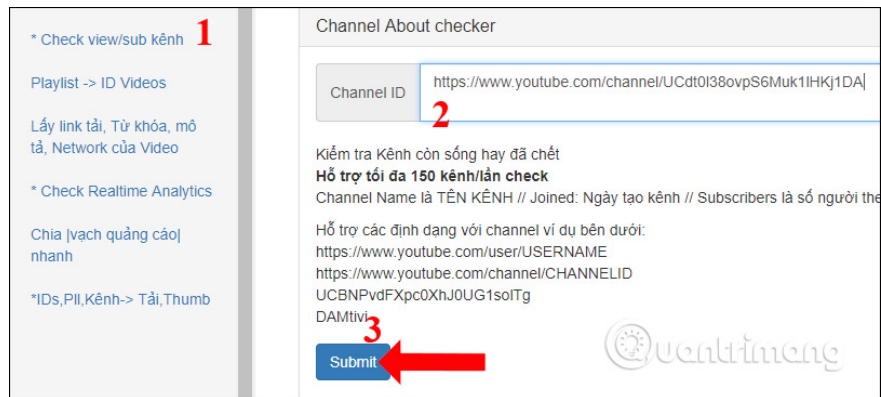 * Check view/sub kênh
1
Playlist -> ID Videos
Lấy link tải, Từ khóa, mô
tả, Network của Video
* Check Realtime Analytics
Chia |vạch quảng cáo|
nhanh
*IDs,Pll,Kênh-> Tải,Thumb
Channel About checker
Channel ID
https://www.youtube.com/channel/UCdt0l38ovpS6Muk1lHKj1DA
2
Kiểm tra Kênh còn sống hay đã chết
Hỗ trợ tối đa 150 kênh/lần check
Channel Name là TÊN KÊNH // Joined: Ngày tạo kênh // Subscribers là số người the
Hỗ trợ các định dạng với channel ví dụ bên dưới:
https://www.youtube.com/user/USERNAME
https://www.youtube.com/channel/CHANNELID
UCBNPvdFXpc0XhJ0UG1solTg
DAMtivi
3
Submit
Quantrimang